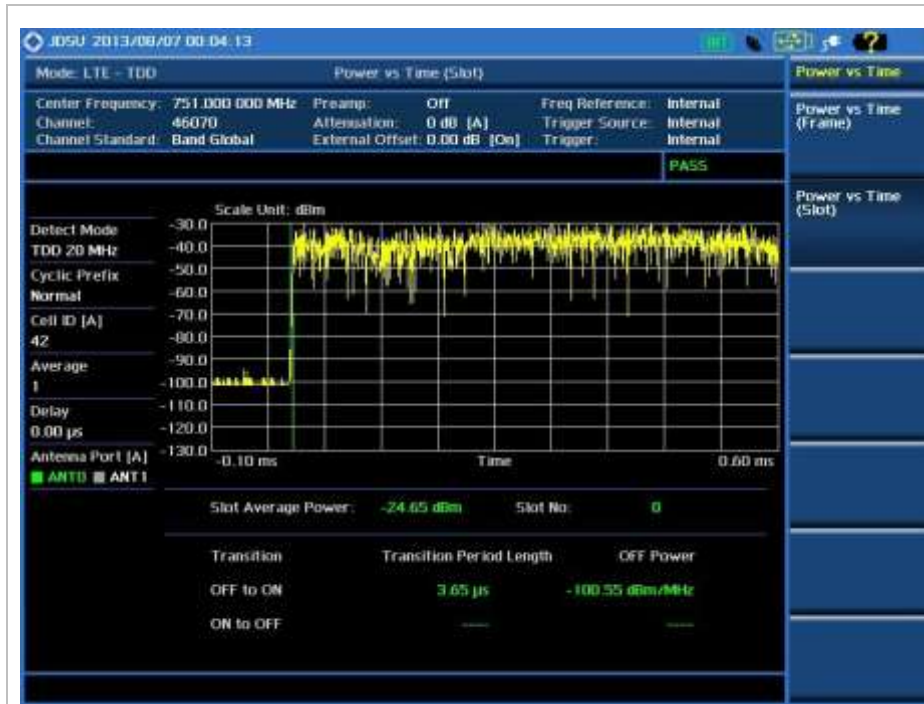 JDSU 2013/08/07 00:04:13
INT
?
Mode: LTE - TDD Power vs Time (Slot) Power vs Time
Center Frequency: 751.000 000 MHz Preamp: Off Freq Reference: Internal
Channel: 46070 Attenuation: 0 dB [A] Trigger Source: Internal
Channel Standard: Band Global External Offset: 0.00 dB [On] Trigger: Internal
PASS
Power vs Time
(Frame)
Power vs Time
(Slot)
Scale Unit: dBm
Detect Mode
TDD 20 MHz
Cyclic Prefix
Normal
Cell ID [A]
42
Average
1
Delay
0.00 µs
Antenna Port [A]
ANT0 ANT1
-30.0
-40.0
-50.0
-60.0
-70.0
-80.0
-90.0
-100.0
-110.0
-120.0
-130.0
-0.10 ms Time 0.60 ms
Slot Average Power: -24.65 dBm Slot No: 0
Transition Transition Period Length OFF Power
OFF to ON 3.65 µs -100.55 dBm/MHz
ON to OFF ---- ----